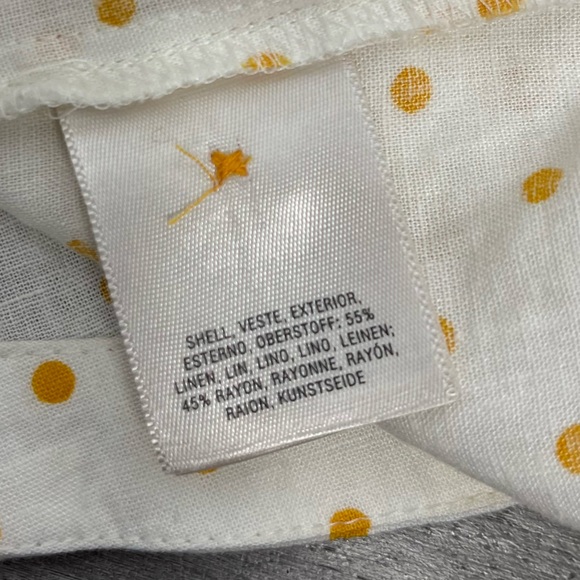 SHELL, VESTE, EXTERIOR,
ESTERNO, OBERSTOFF: 55%
LINEN, LIN, LINO, LINO, LEINEN;
45% RAYON, RAYONNE, RAYÓN,
RAION, KUNSTSEIDE